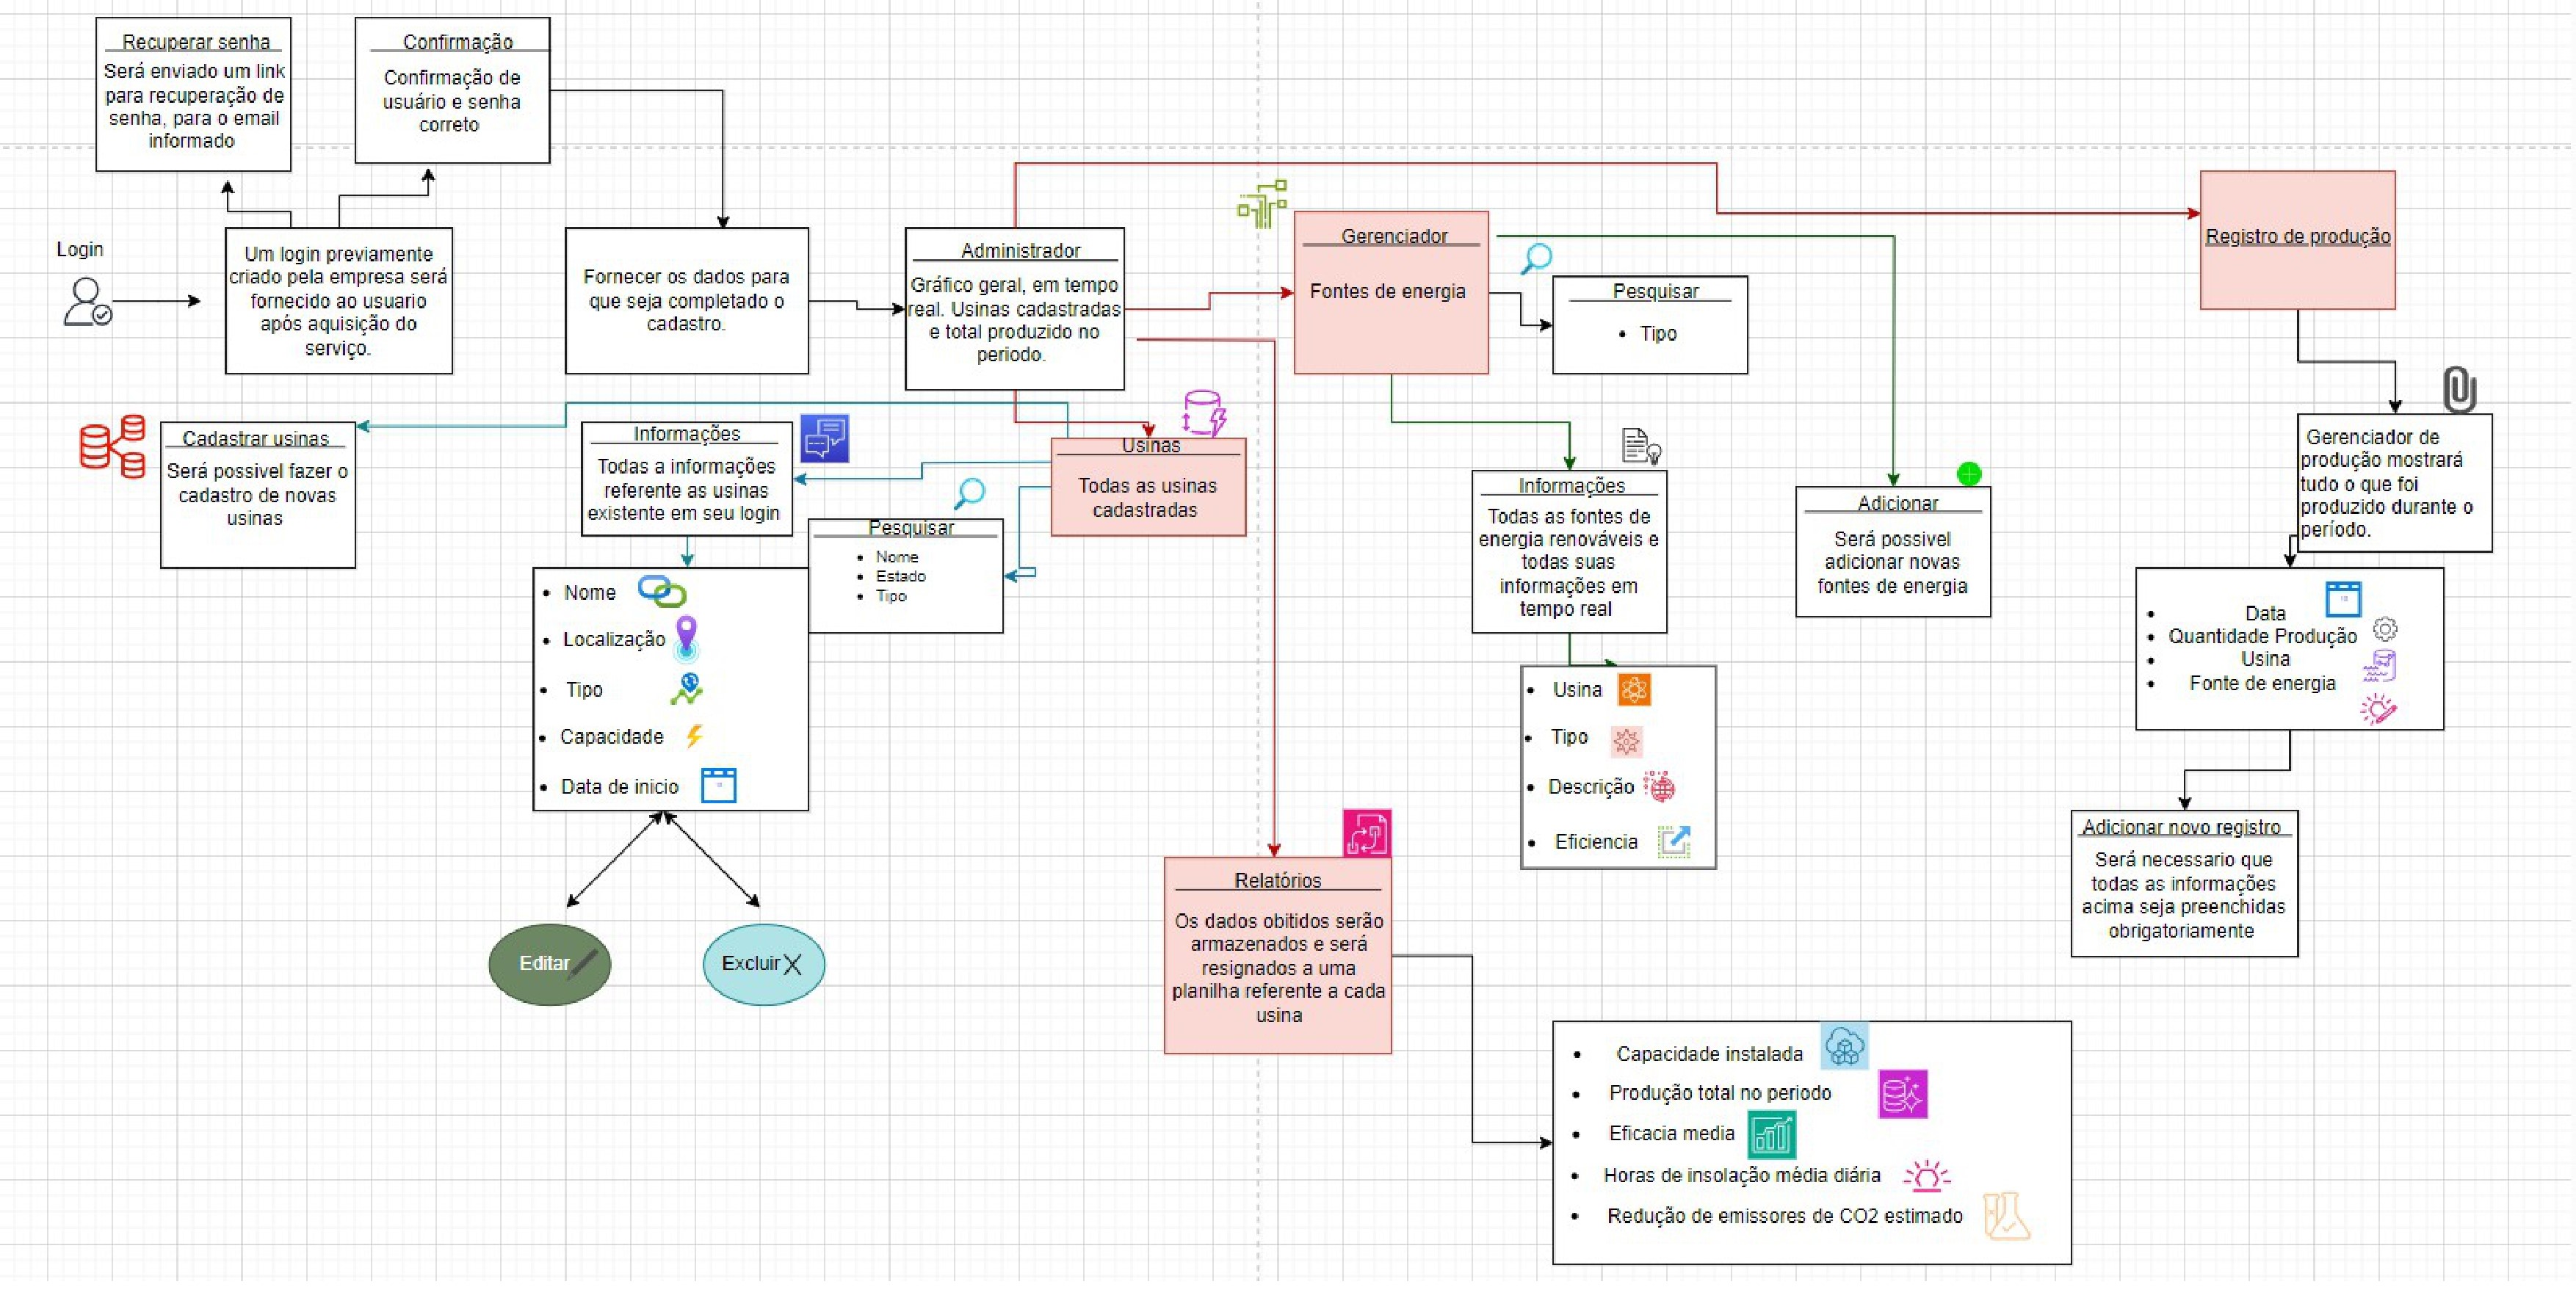 Recuperar senha
Será enviado um link
para recuperação de
senha, para o email
informado
Confirmação
Confirmação de
usuário e senha
correto
Login
Um login previamente
criado pela empresa será
fornecido ao usuario
após aquisição do
serviço.
Fornecer os dados para
que seja completado o
cadastro.
Administrador
Gráfico geral, em tempo
real. Usinas cadastradas
e total produzido no
periodo.
Gerenciador
Fontes de energia
Pesquisar
• Tipo
Registro de produção
Cadastrar usinas
Será possivel fazer o
cadastro de novas
usinas
Informações
Todas a informações
referente as usinas
existente em seu login
Usinas
Todas as usinas
cadastradas
Pesquisar
• Nome
• Estado
• Tipo
• Nome
• Localização
• Tipo
• Capacidade
• Data de inicio
Editar
Excluir
Informações
Todas as fontes de
energia renováveis e
todas suas
informações em
tempo real
Adicionar
Será possivel
adicionar novas
fontes de energia
• Usina
• Tipo
• Descrição
• Eficiencia
Gerenciador de
produção mostrará
tudo o que foi
produzido durante o
período.
• Data
• Quantidade Produção
• Usina
• Fonte de energia
Adicionar novo registro
Será necessario que
todas as informações
acima seja preenchidas
obrigatoriamente
Relatórios
Os dados obitidos serão
armazenados e será
resignados a uma
planilha referente a cada
usina
• Capacidade instalada
• Produção total no periodo
• Eficacia media
• Horas de insolação média diária
• Redução de emissores de CO2 estimado